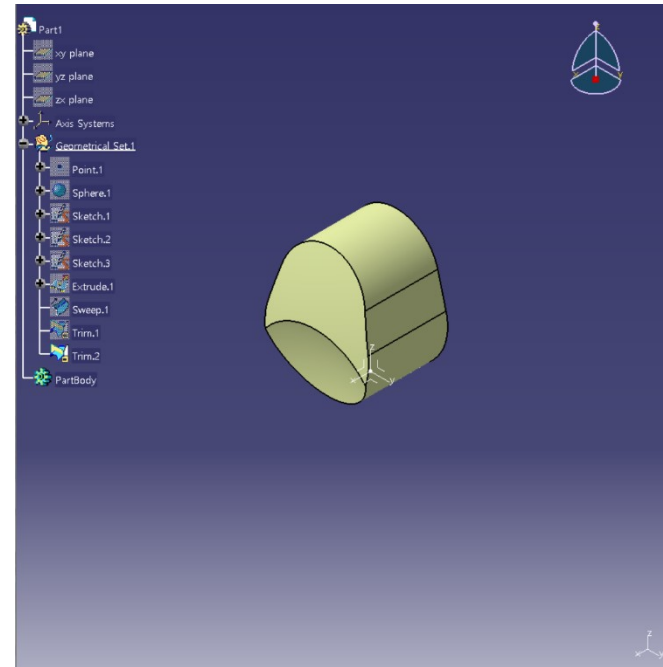 Part1
xy plane
yz plane
zx plane
Axis Systems
Geometrical Set.1
Point.1
Sphere.1
Sketch.1
Sketch.2
Sketch.3
Extrude.1
Sweep.1
Trim.1
Trim.2
PartBody
z
x
y
z
x